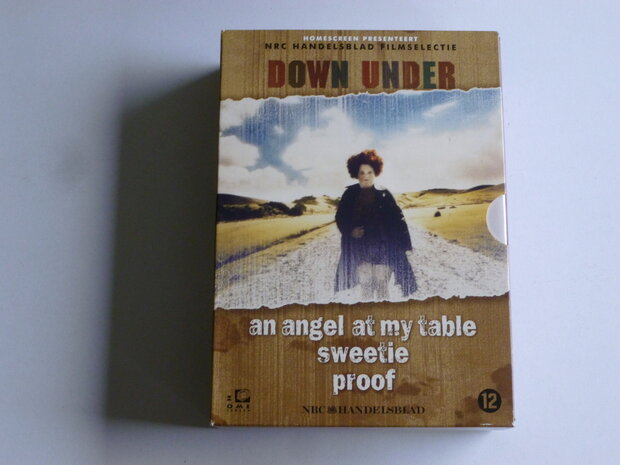 HOMESCREEN PRESENTEERT
NRC HANDELSBLAD FILMSELECTIE
DOWN UNDER
an angel at my table
sweetie
proof
NRC HANDELSBLAD
12